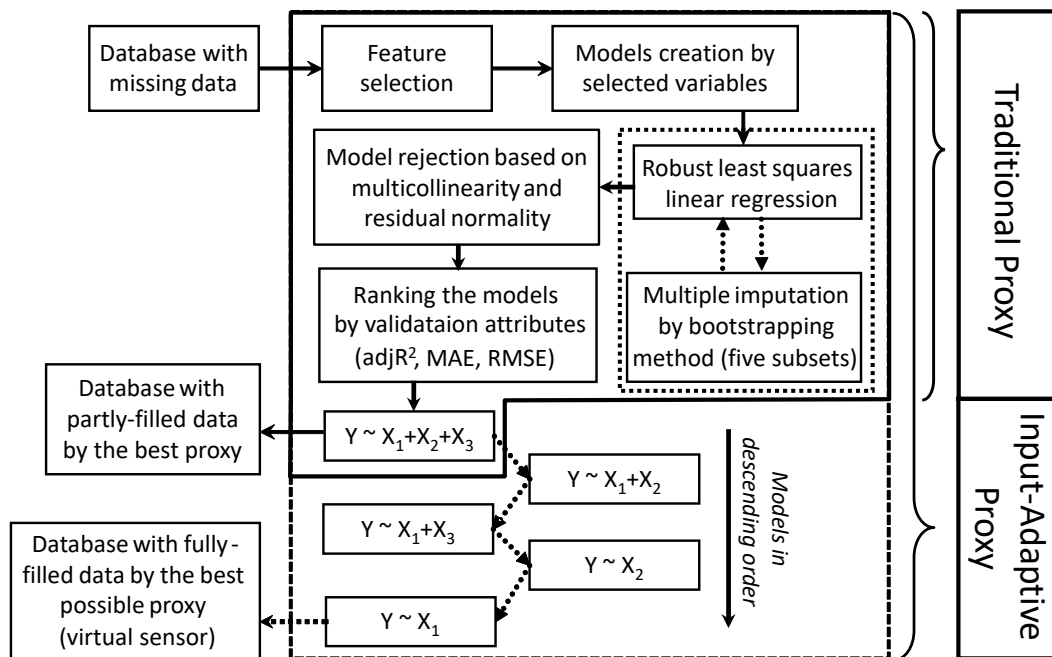 Database with
missing data
Feature
selection
Models creation by
selected variables
Model rejection based on
multicollinearity and
residual normality
Robust least squares
linear regression
Ranking the models
by validataion attributes
(adjR², MAE, RMSE)
Multiple imputation
by bootstrapping
method (five subsets)
Database with
partly-filled data
by the best proxy
Y ~ X₁+X₂+X₃
Y ~ X₁+X₂
Y ~ X₁+X₃
Y ~ X₂
Y ~ X₁
Database with fully-
filled data by the best
possible proxy
(virtual sensor)
Models in
descending order
Traditional Proxy
Input-Adaptive
Proxy